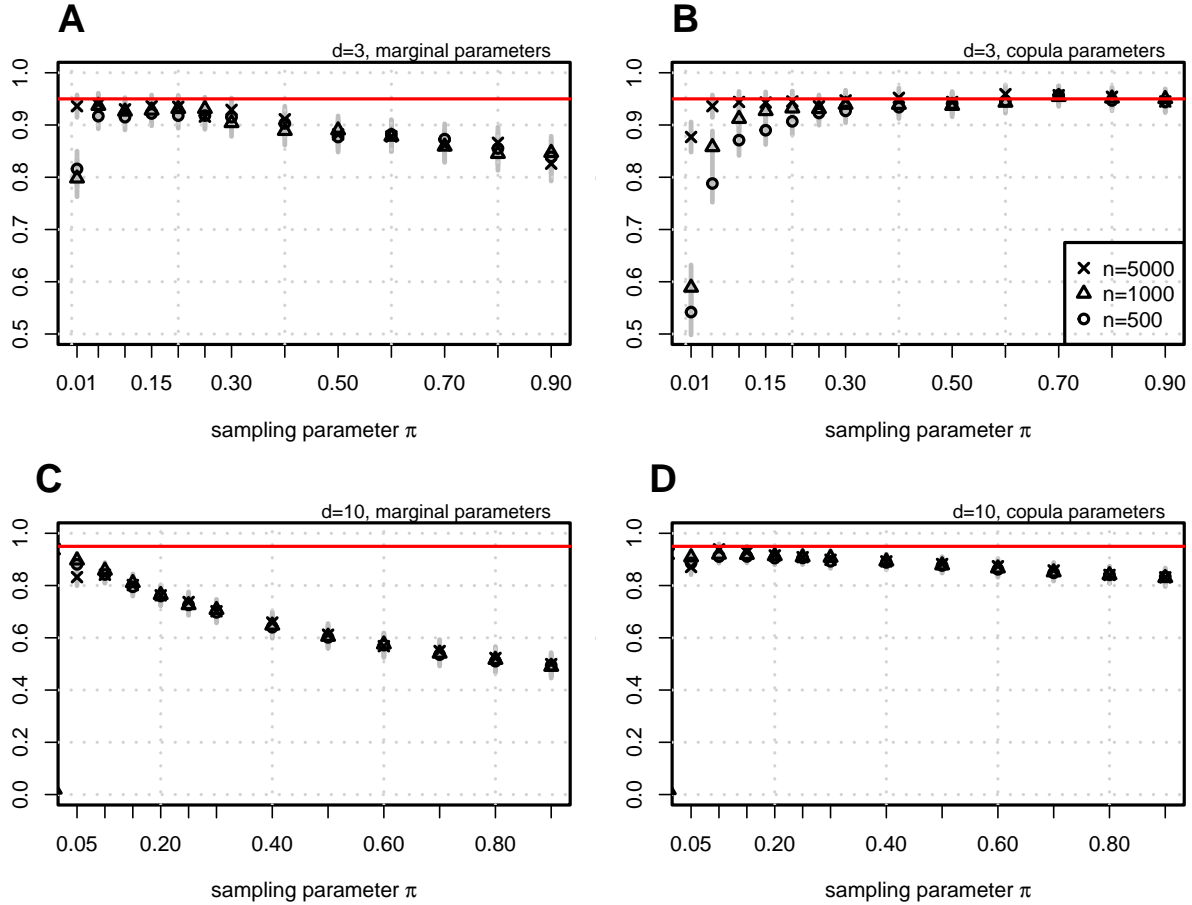 A
d=3, marginal parameters
1.0
0.9
0.8
0.7
0.6
0.5
0.01 0.15 0.30 0.50 0.70 0.90
sampling parameter π
B
d=3, copula parameters
1.0
0.9
0.8
0.7
0.6
0.5
n=5000
n=1000
n=500
0.01 0.15 0.30 0.50 0.70 0.90
sampling parameter π
C
d=10, marginal parameters
1.0
0.8
0.6
0.4
0.2
0.0
0.05 0.20 0.40 0.60 0.80
sampling parameter π
D
d=10, copula parameters
1.0
0.8
0.6
0.4
0.2
0.0
0.05 0.20 0.40 0.60 0.80
sampling parameter π